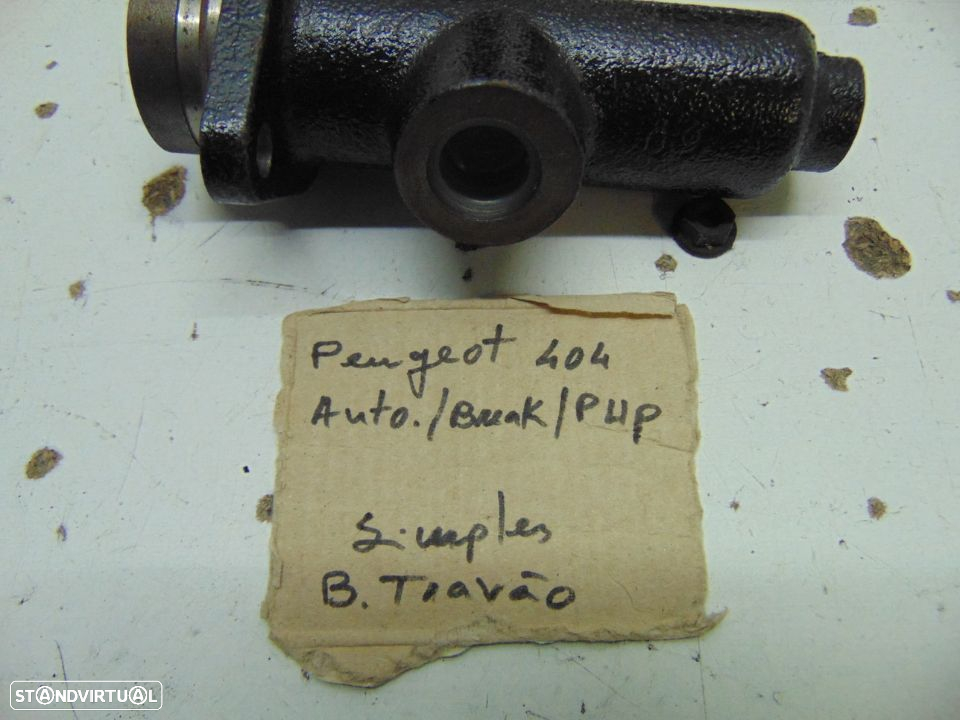 Peugeot 404
Auto./Break/PUp
Simples
B. Travão
STANDVIRTUAL